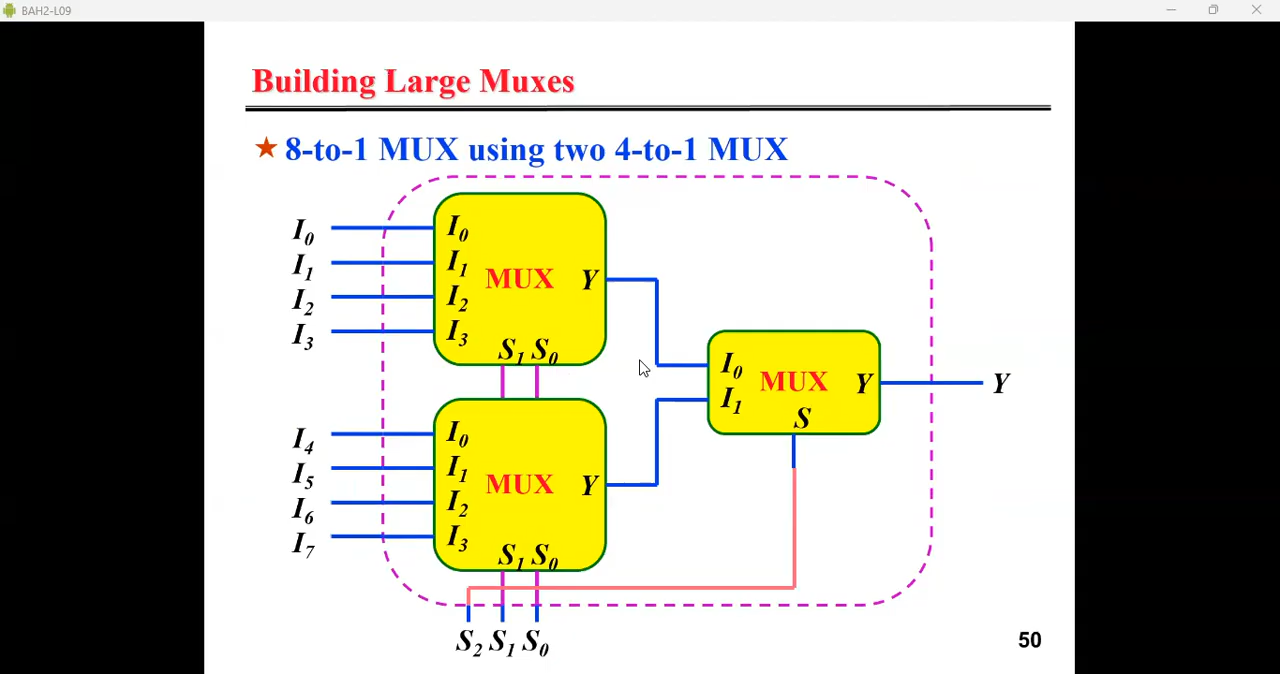 BAH2-L09
Building Large Muxes
★ 8-to-1 MUX using two 4-to-1 MUX
I0 I0
I1 I1
MUX Y
I2 I2
I3 I3
S1 S0
I0
MUX Y Y
I1
S
I4 I0
I5 I1
MUX Y
I6 I2
I7 I3
S1 S0
S2 S1 S0
50